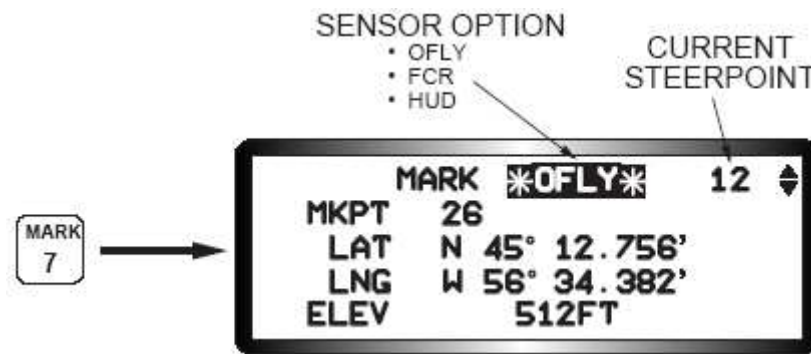 SENSOR OPTION
• OFLY
• FCR
• HUD
CURRENT
STEERPOINT
MARK *OFLY* 12
MKPT 26
LAT N 45° 12.756’
LNG W 56° 34.382’
ELEV 512FT
MARK
7